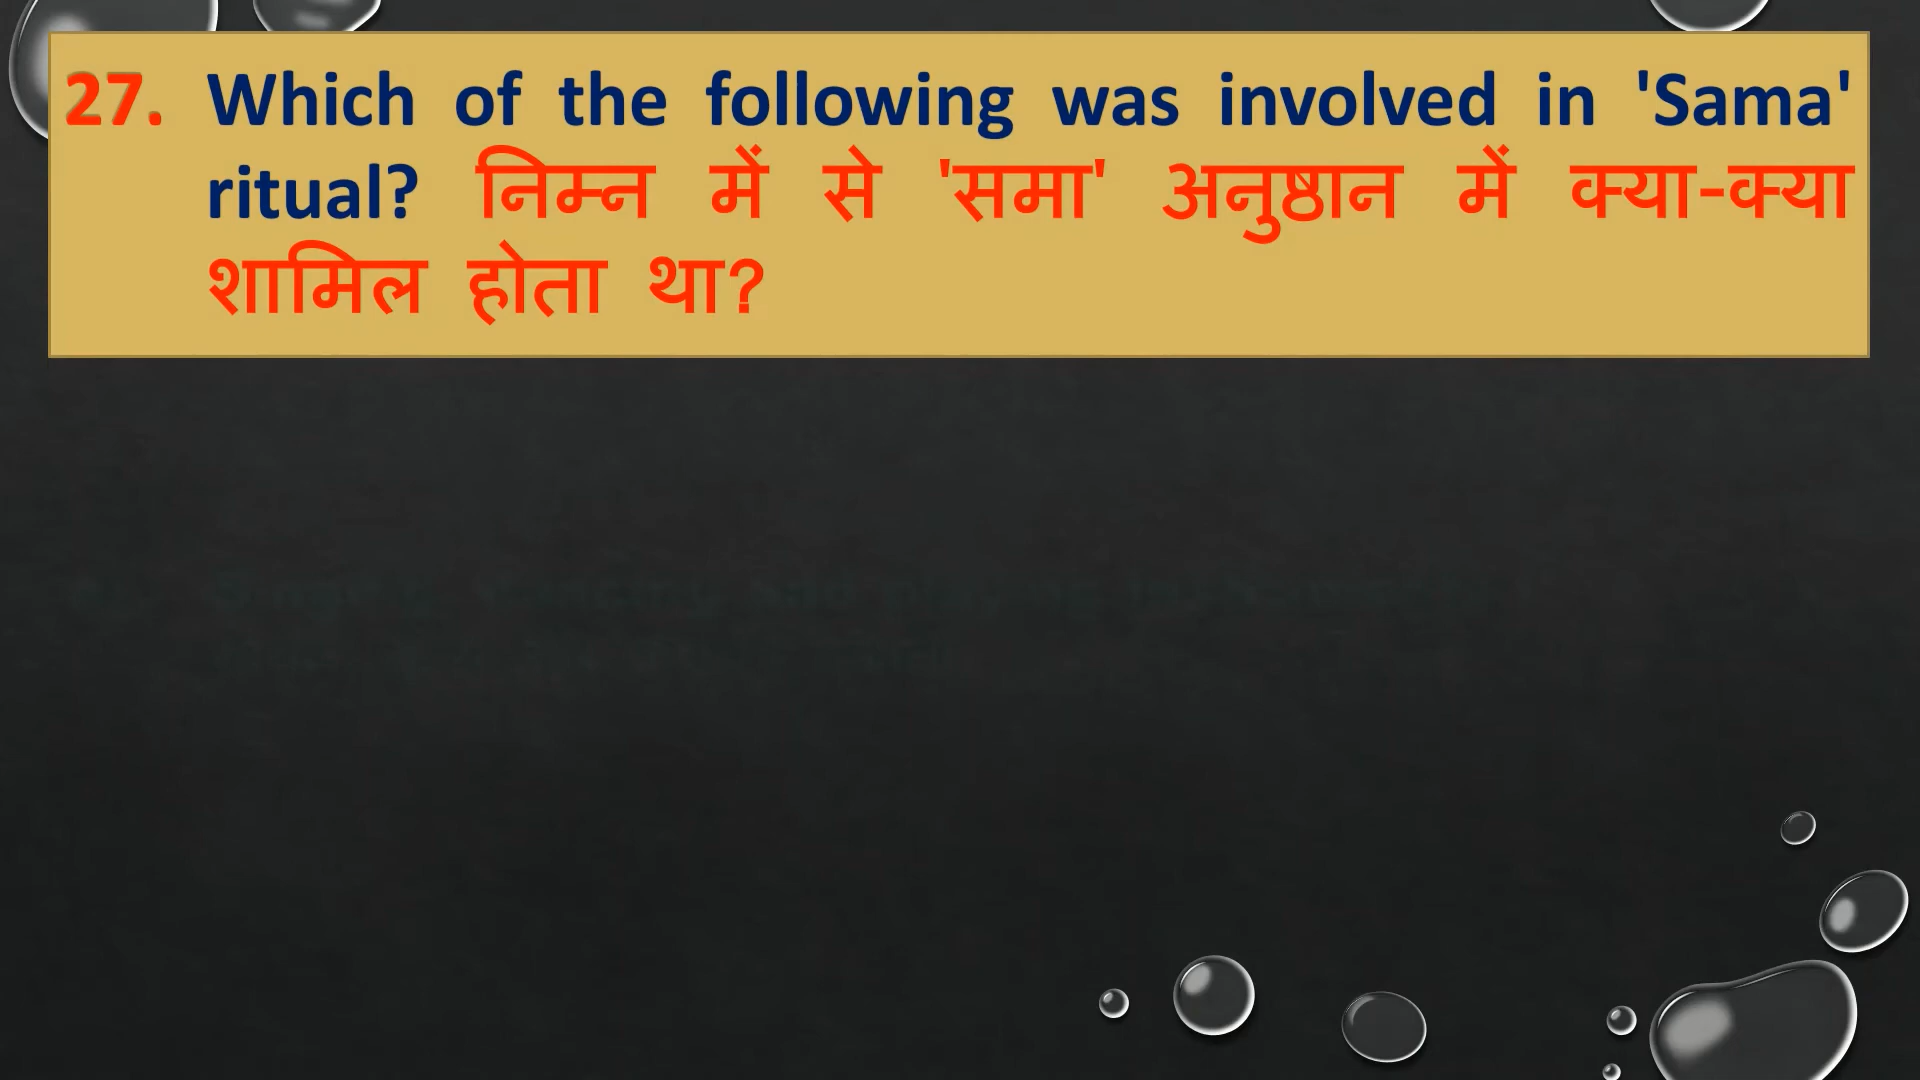 27. Which of the following was involved in 'Sama'
ritual? निम्न में से 'समा' अनुष्ठान में क्या-क्या
शामिल होता था?